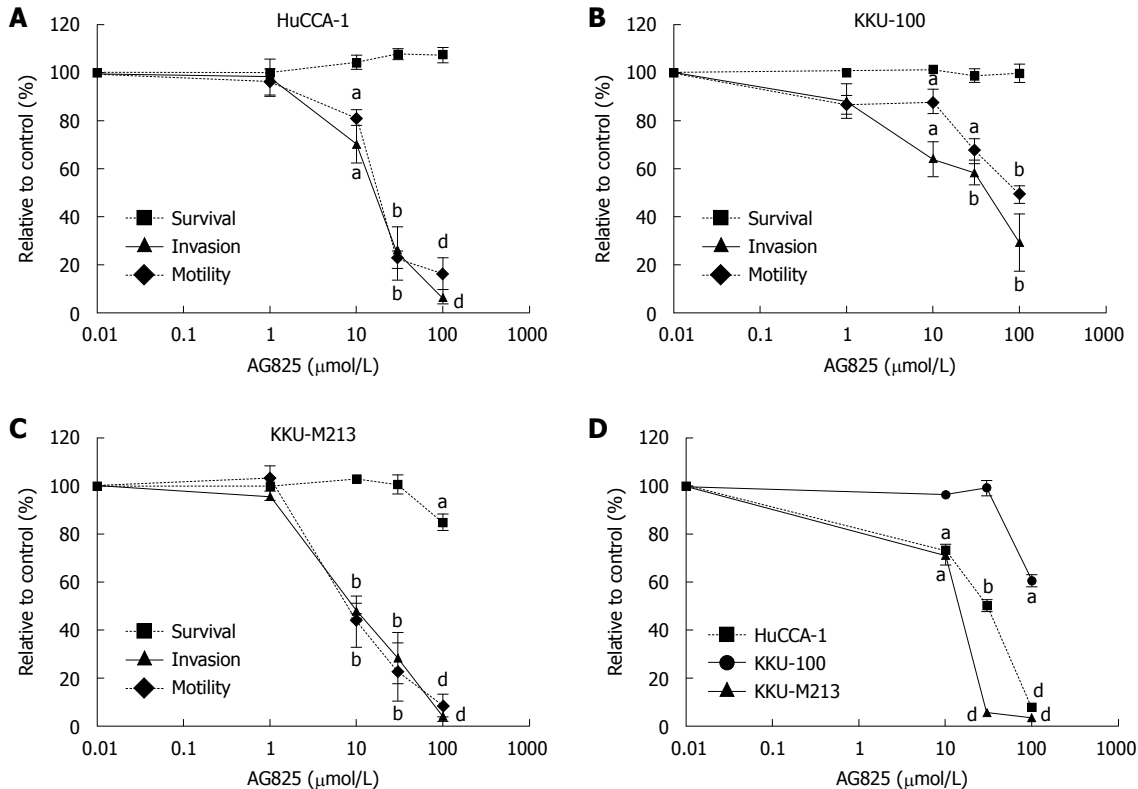 A
HuCCA-1
120
100
80
60
40
20
0
Relative to control (%)
a
a
b
b
d
d
Survival
Invasion
Motility
0.01 0.1 1 10 100 1000
AG825 (μmol/L)
B
KKU-100
120
100
80
60
40
20
0
Relative to control (%)
a
a
a
b
b
b
Survival
Invasion
Motility
0.01 0.1 1 10 100 1000
AG825 (μmol/L)
C
KKU-M213
120
100
80
60
40
20
0
Relative to control (%)
a
b
b
b
b
d
d
Survival
Invasion
Motility
0.01 0.1 1 10 100 1000
AG825 (μmol/L)
D
120
100
80
60
40
20
0
Relative to control (%)
a
a
b
a
d
d
d
HuCCA-1
KKU-100
KKU-M213
0.01 0.1 1 10 100 1000
AG825 (μmol/L)